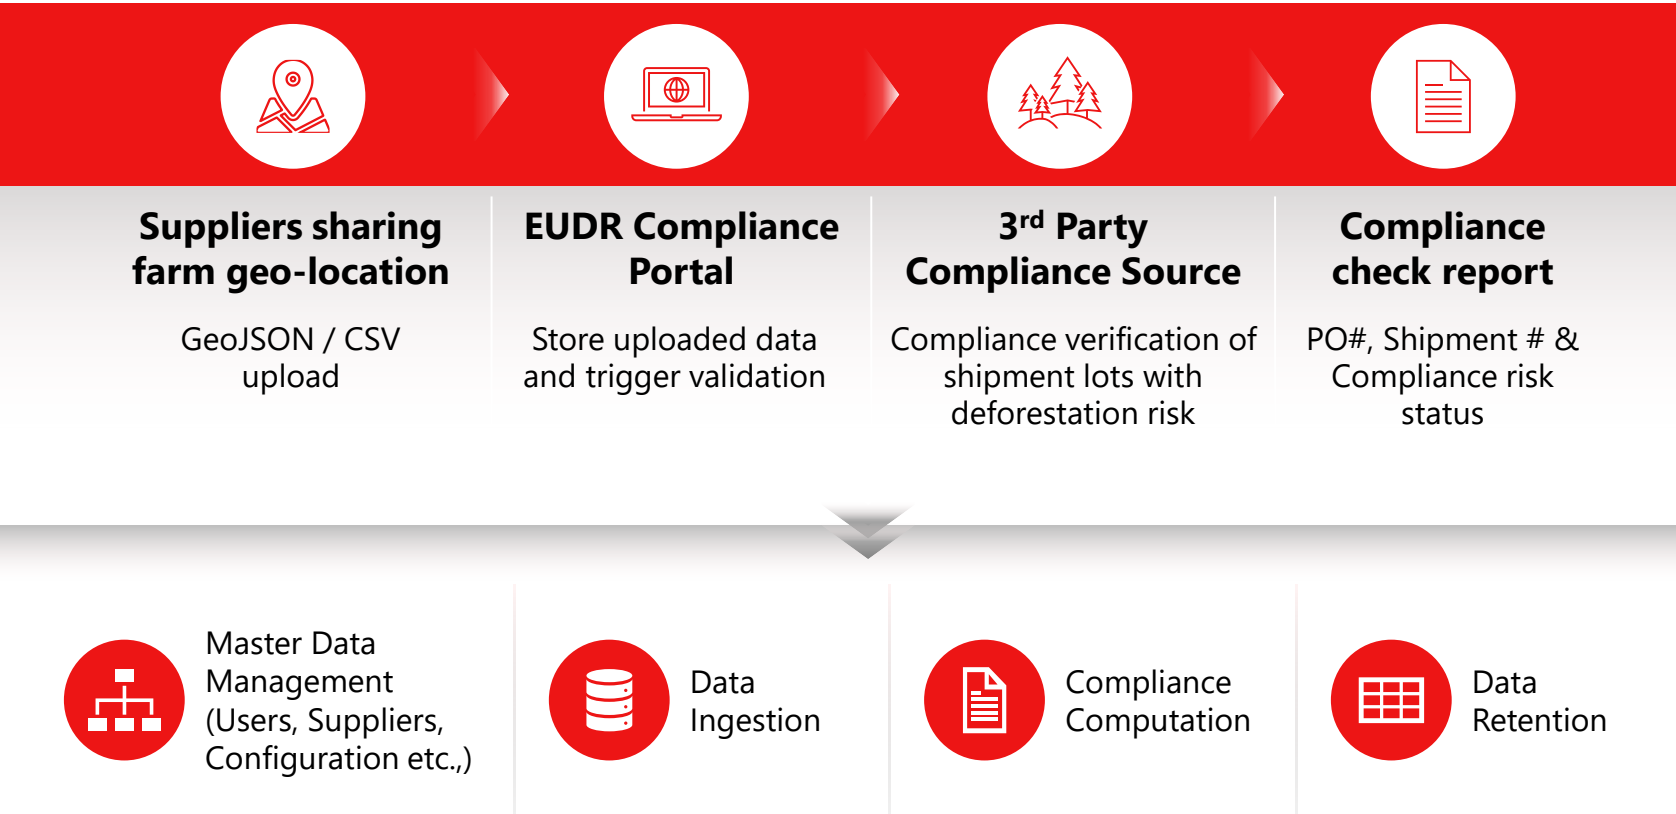 Suppliers sharing
farm geo-location
GeoJSON / CSV
upload
EUDR Compliance
Portal
Store uploaded data
and trigger validation
3rd Party
Compliance Source
Compliance verification of
shipment lots with
deforestation risk
Compliance
check report
PO#, Shipment # &
Compliance risk
status
Master Data
Management
(Users, Suppliers,
Configuration etc.,)
Data
Ingestion
Compliance
Computation
Data
Retention